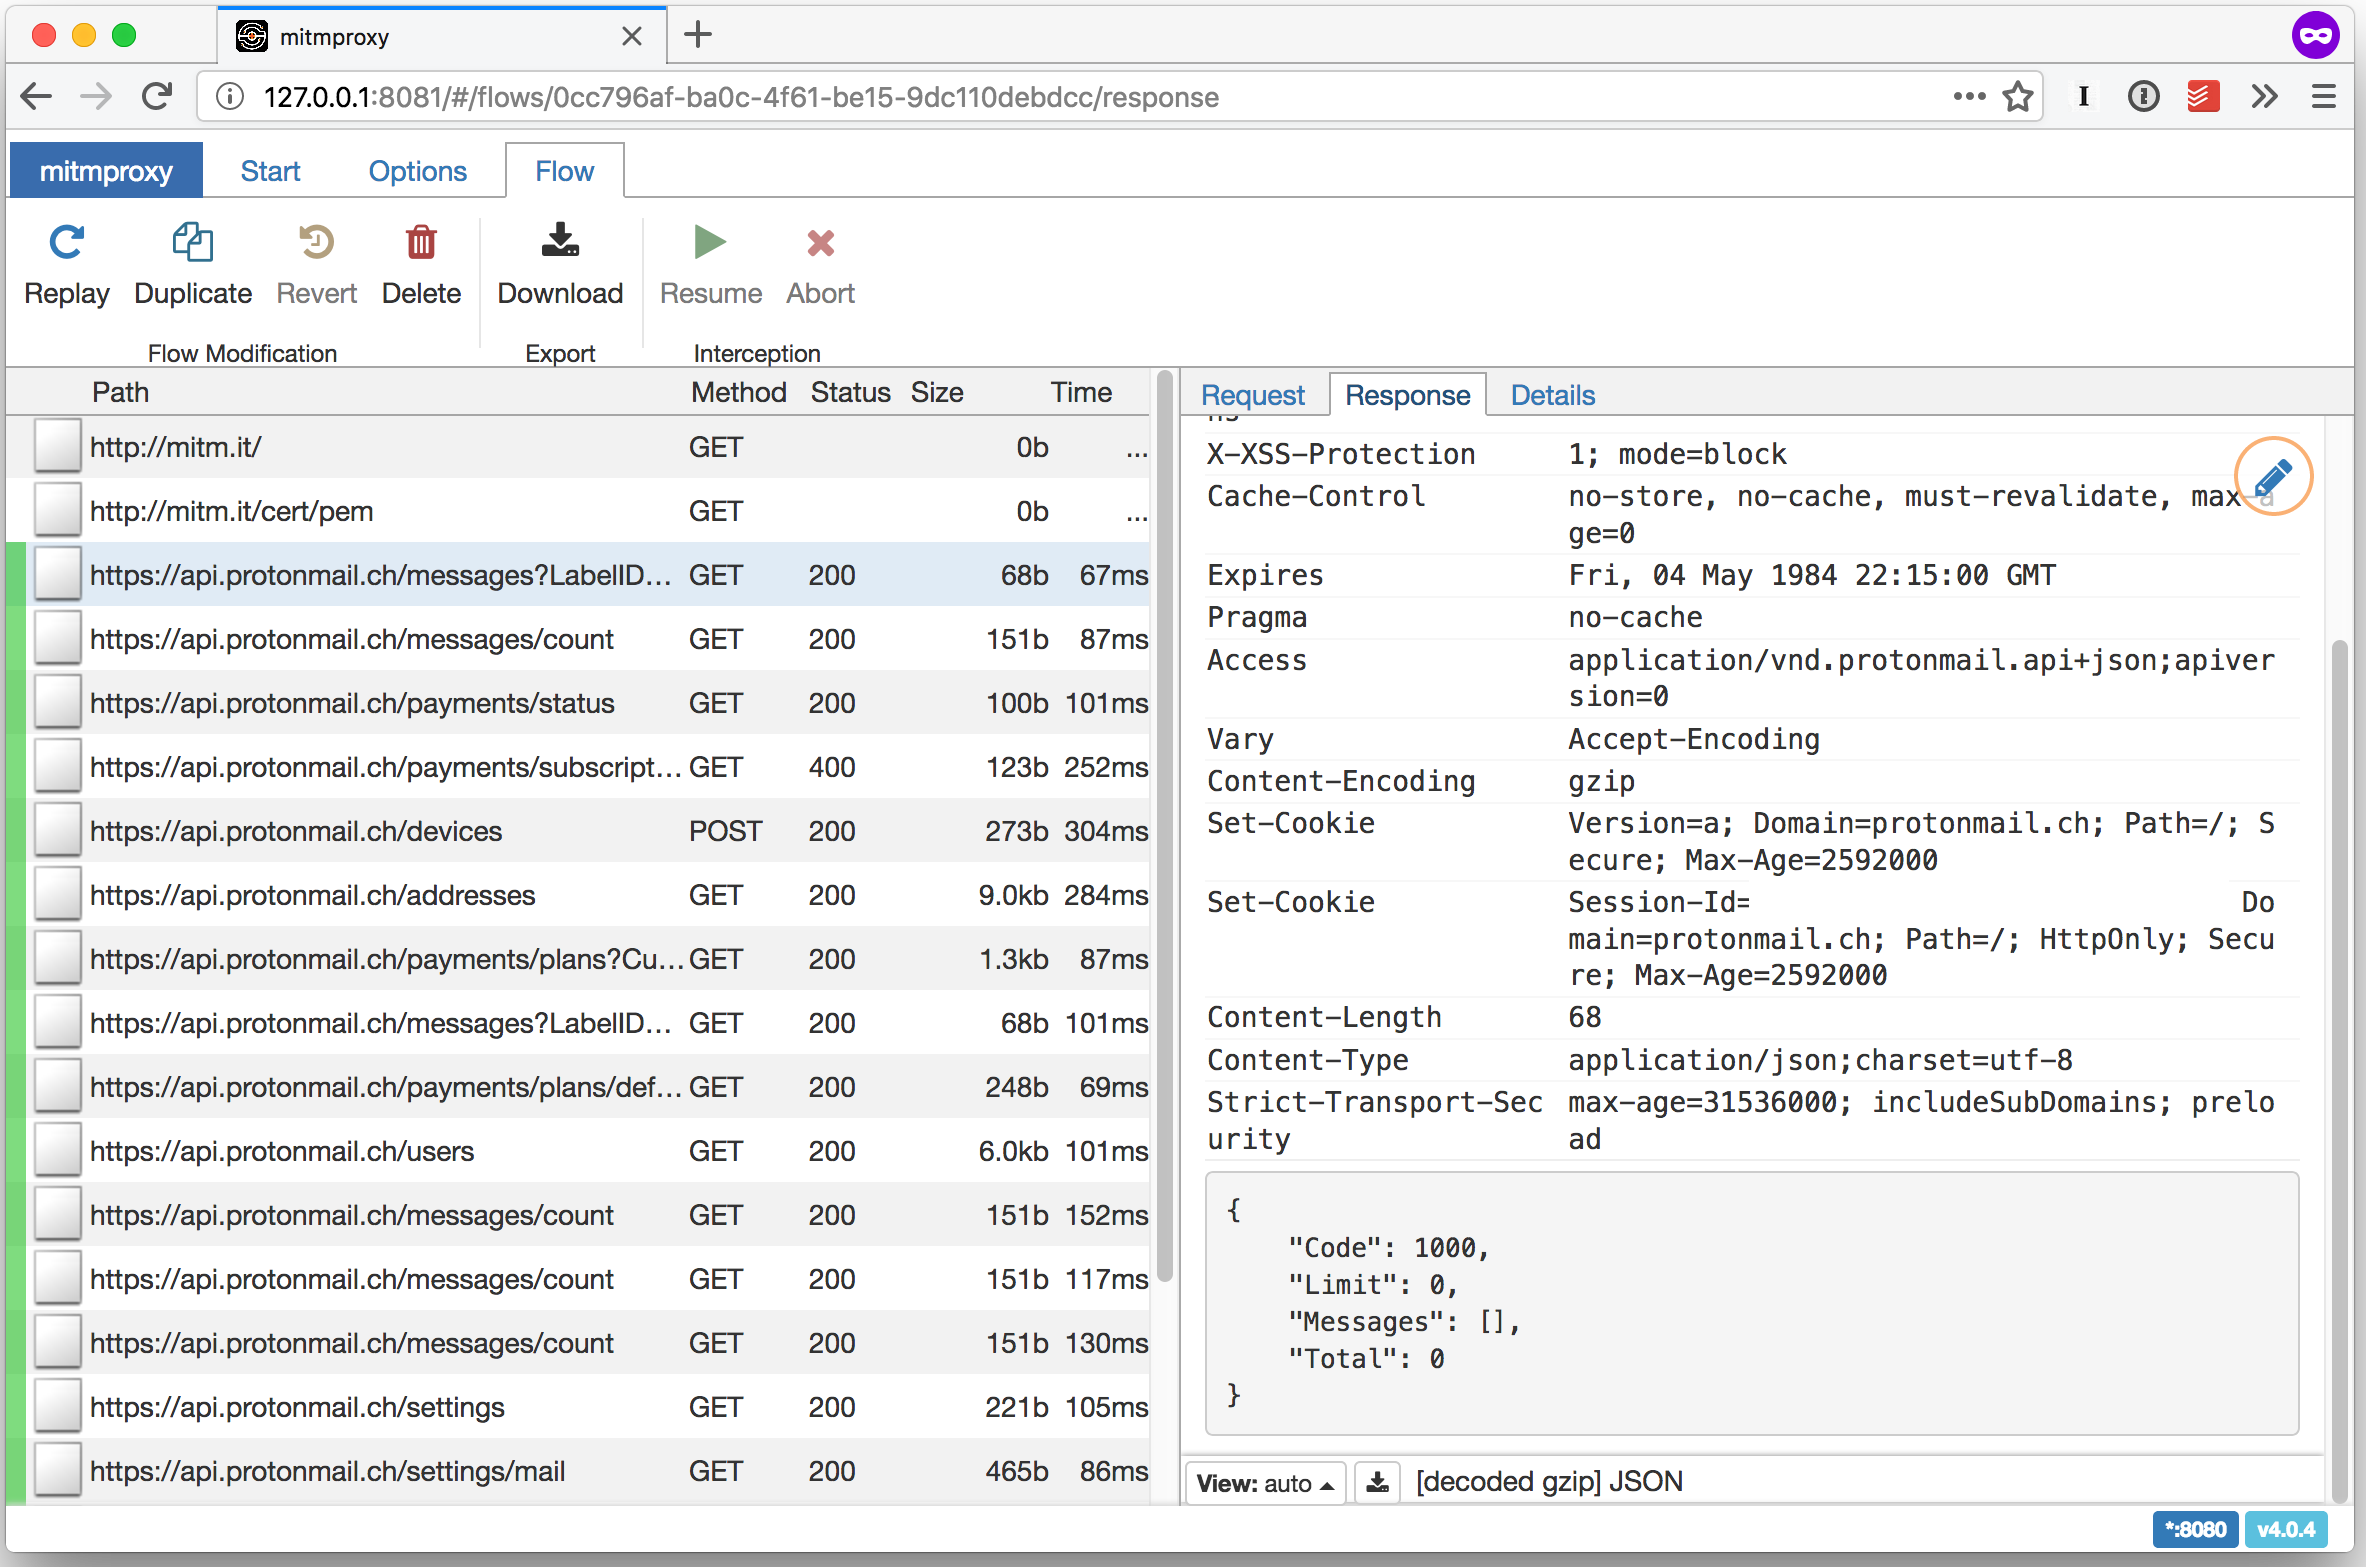 mitmproxy
127.0.0.1:8081/#/flows/0cc796af-ba0c-4f61-be15-9dc110debdcc/response
mitmproxy Start Options Flow
Replay Duplicate Revert Delete Download Resume Abort
Flow Modification Export Interception
Path Method Status Size Time
http://mitm.it/ GET 0b ...
http://mitm.it/cert/pem GET 0b ...
https://api.protonmail.ch/messages?LabelID... GET 200 68b 67ms
https://api.protonmail.ch/messages/count GET 200 151b 87ms
https://api.protonmail.ch/payments/status GET 200 100b 101ms
https://api.protonmail.ch/payments/subscript... GET 400 123b 252ms
https://api.protonmail.ch/devices POST 200 273b 304ms
https://api.protonmail.ch/addresses GET 200 9.0kb 284ms
https://api.protonmail.ch/payments/plans?Cu... GET 200 1.3kb 87ms
https://api.protonmail.ch/messages?LabelID... GET 200 68b 101ms
https://api.protonmail.ch/payments/plans/def... GET 200 248b 69ms
https://api.protonmail.ch/users GET 200 6.0kb 101ms
https://api.protonmail.ch/messages/count GET 200 151b 152ms
https://api.protonmail.ch/messages/count GET 200 151b 117ms
https://api.protonmail.ch/messages/count GET 200 151b 130ms
https://api.protonmail.ch/settings GET 200 221b 105ms
https://api.protonmail.ch/settings/mail GET 200 465b 86ms
Request Response Details
X-XSS-Protection 1; mode=block
Cache-Control no-store, no-cache, must-revalidate, max-a
ge=0
Expires Fri, 04 May 1984 22:15:00 GMT
Pragma no-cache
Access application/vnd.protonmail.api+json;apiver
sion=0
Vary Accept-Encoding
Content-Encoding gzip
Set-Cookie Version=a; Domain=protonmail.ch; Path=/; S
ecure; Max-Age=2592000
Set-Cookie Session-Id= Do
main=protonmail.ch; Path=/; HttpOnly; Secu
re; Max-Age=2592000
Content-Length 68
Content-Type application/json;charset=utf-8
Strict-Transport-Sec max-age=31536000; includeSubDomains; prelo
urity ad
{
"Code": 1000,
"Limit": 0,
"Messages": [],
"Total": 0
}
View: auto [decoded gzip] JSON
*:8080 v4.0.4